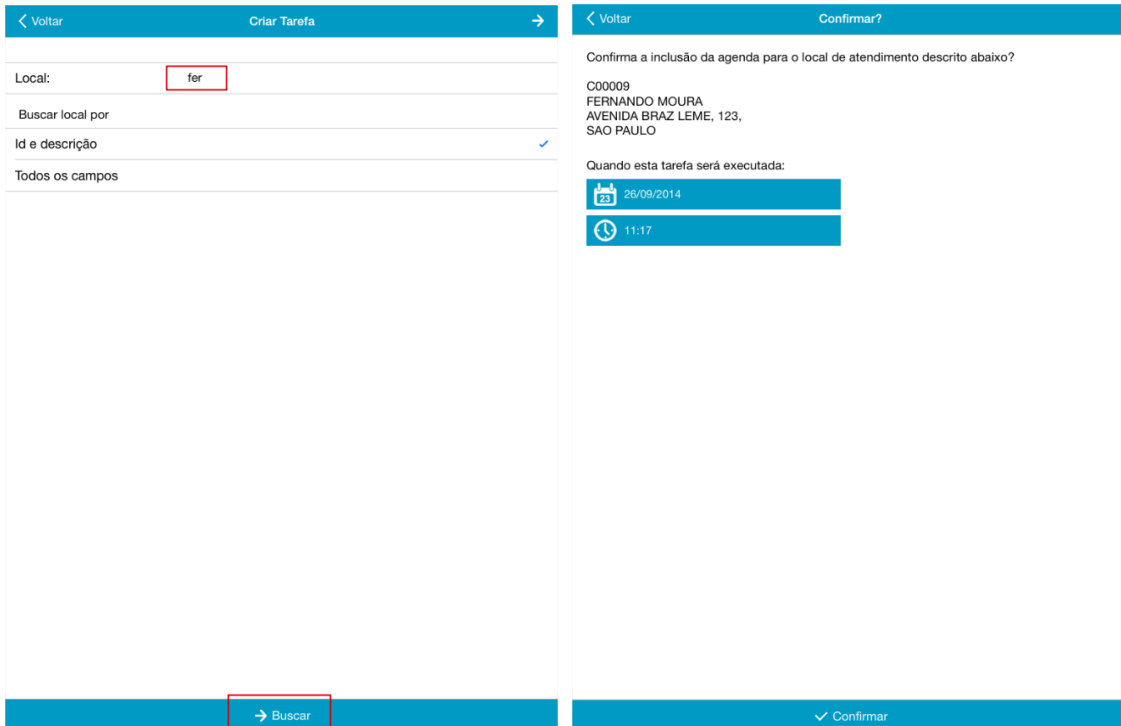 Voltar
Criar Tarefa
Local: fer
Buscar local por
Id e descrição
Todos os campos
Buscar
Voltar
Confirmar?
Confirma a inclusão da agenda para o local de atendimento descrito abaixo?
C00009
FERNANDO MOURA
AVENIDA BRAZ LEME, 123,
SAO PAULO
Quando esta tarefa será executada:
23 26/09/2014
11:17
Confirmar